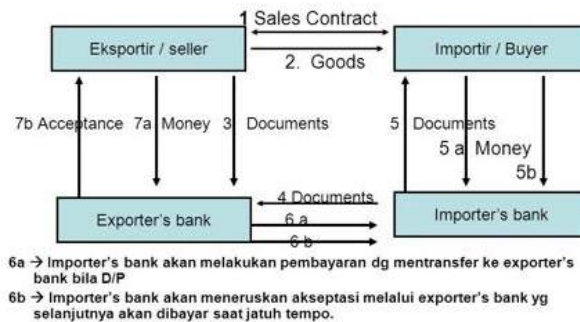 1 Sales Contract
Eksportir / seller
Importir / Buyer
2. Goods
7b Acceptance
7a Money
3 Documents
5 Documents
5 a Money
5b
4 Documents
Exporter's bank
Importer's bank
6 a
6 b
6a → Importer's bank akan melakukan pembayaran dg mentransfer ke exporter's
bank bila D/P
6b → Importer's bank akan meneruskan akseptasi melalui exporter's bank yg
selanjutnya akan dibayar saat jatuh tempo.